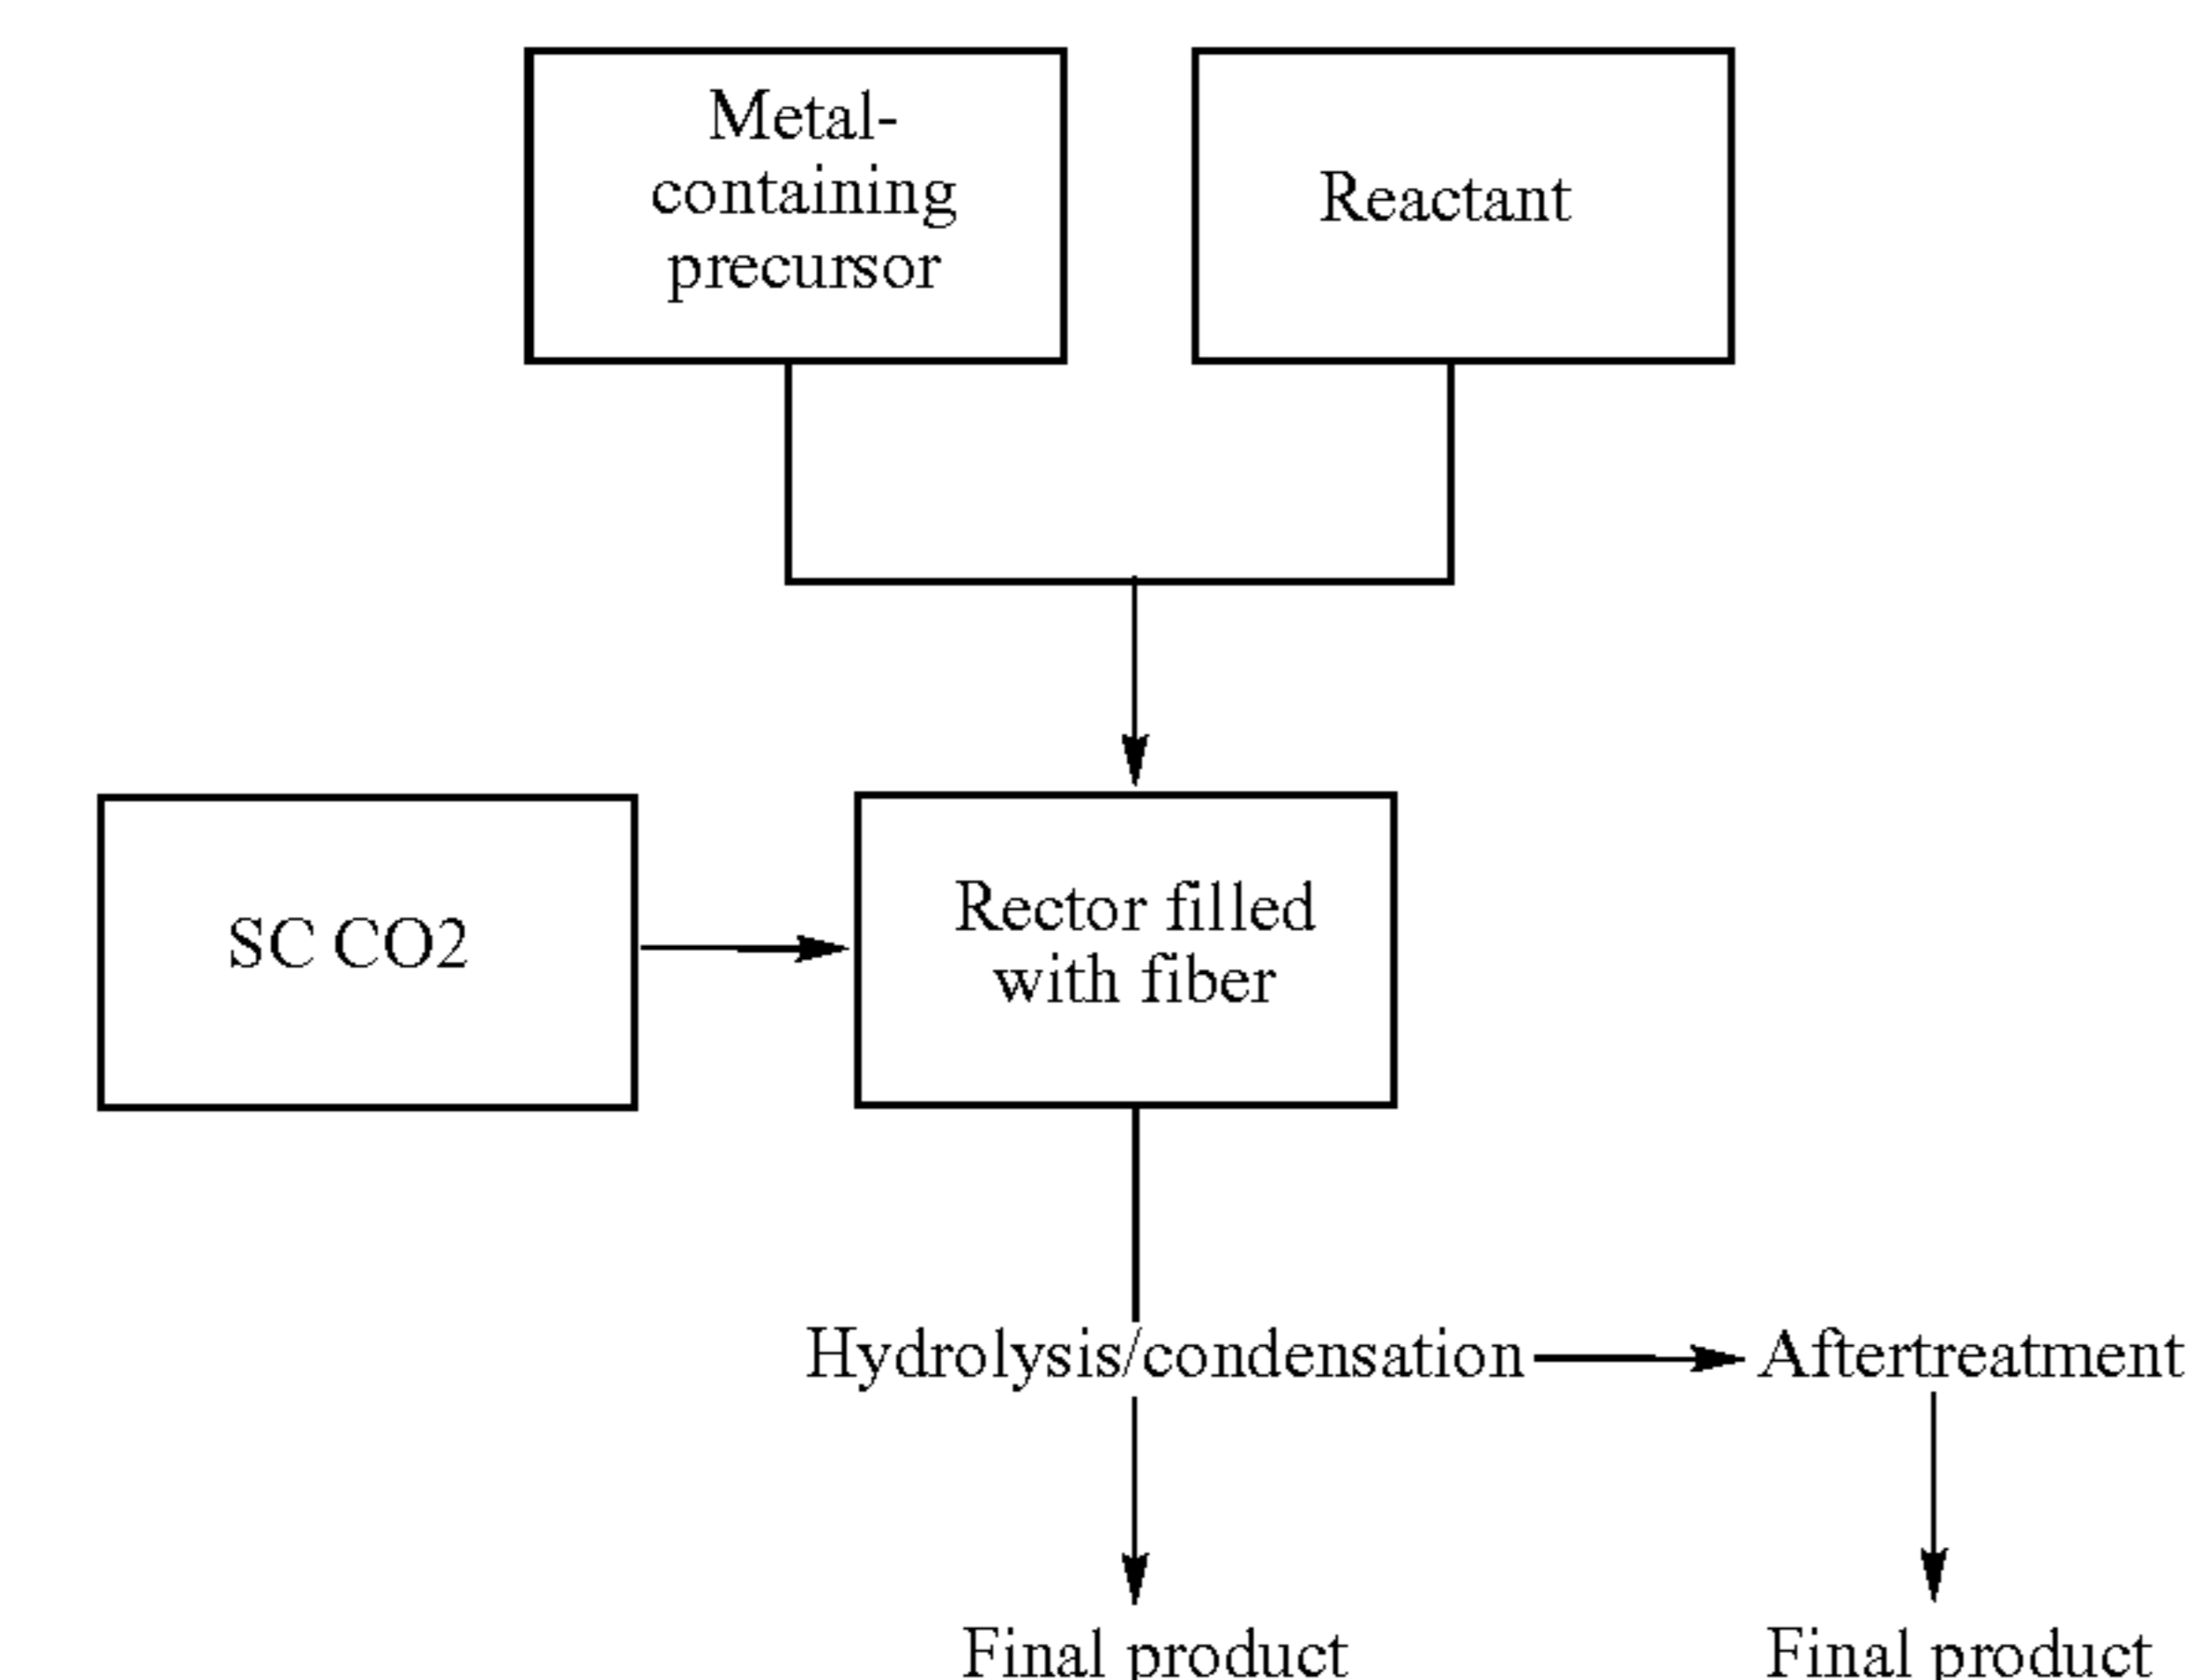 Metal-
containing
precursor
Reactant
SC CO2
Rector filled
with fiber
Hydrolysis/condensation
Aftertreatment
Final product
Final product